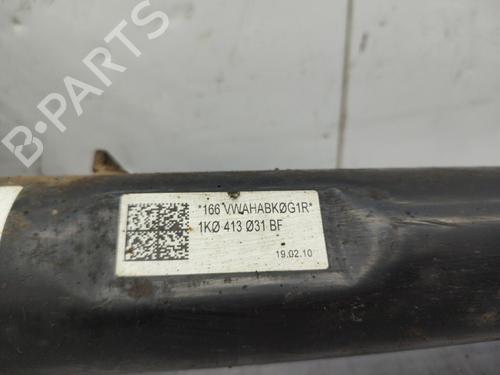 B-PARTS
*166 VWAHABKØG1R*
1KØ 413 Ø31 BF
19.02.10